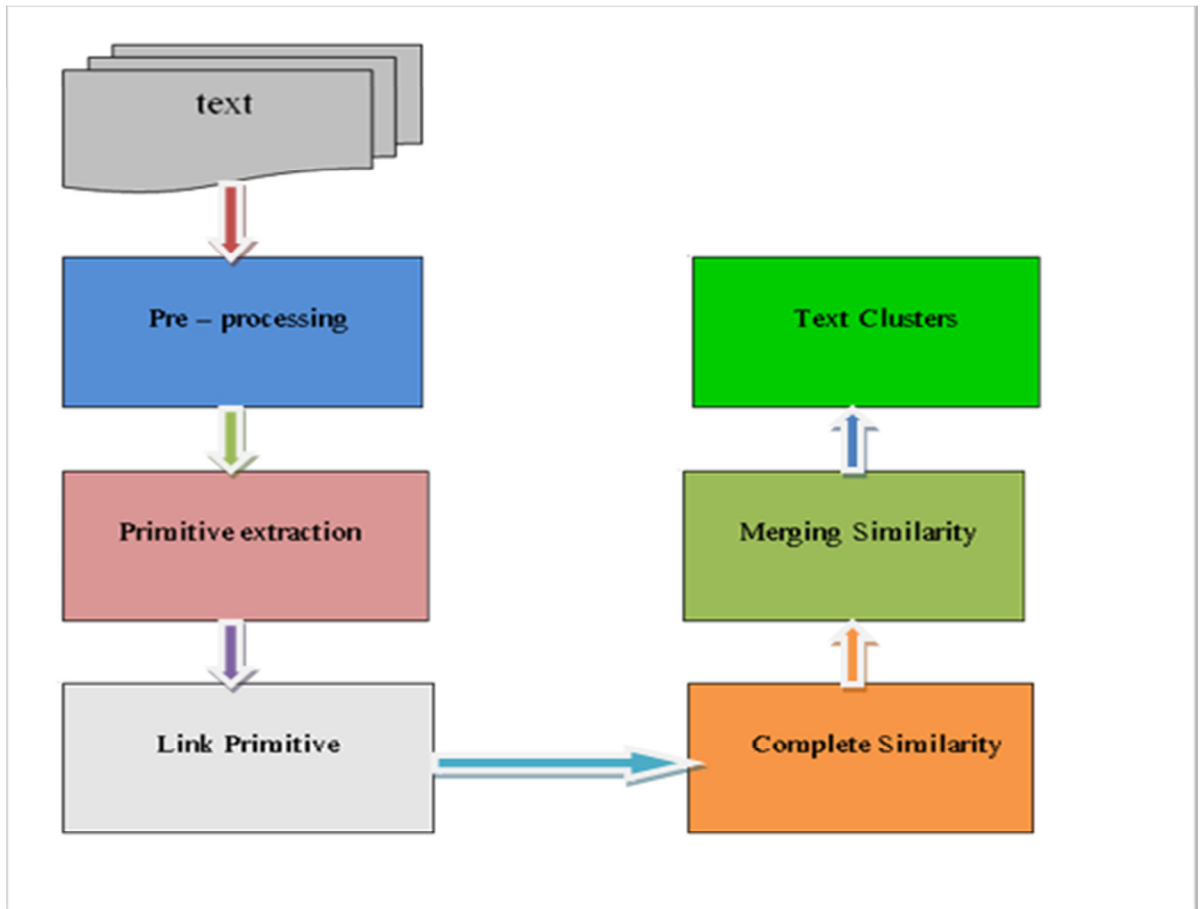 text
Pre – processing
Primitive extraction
Link Primitive
Complete Similarity
Merging Similarity
Text Clusters